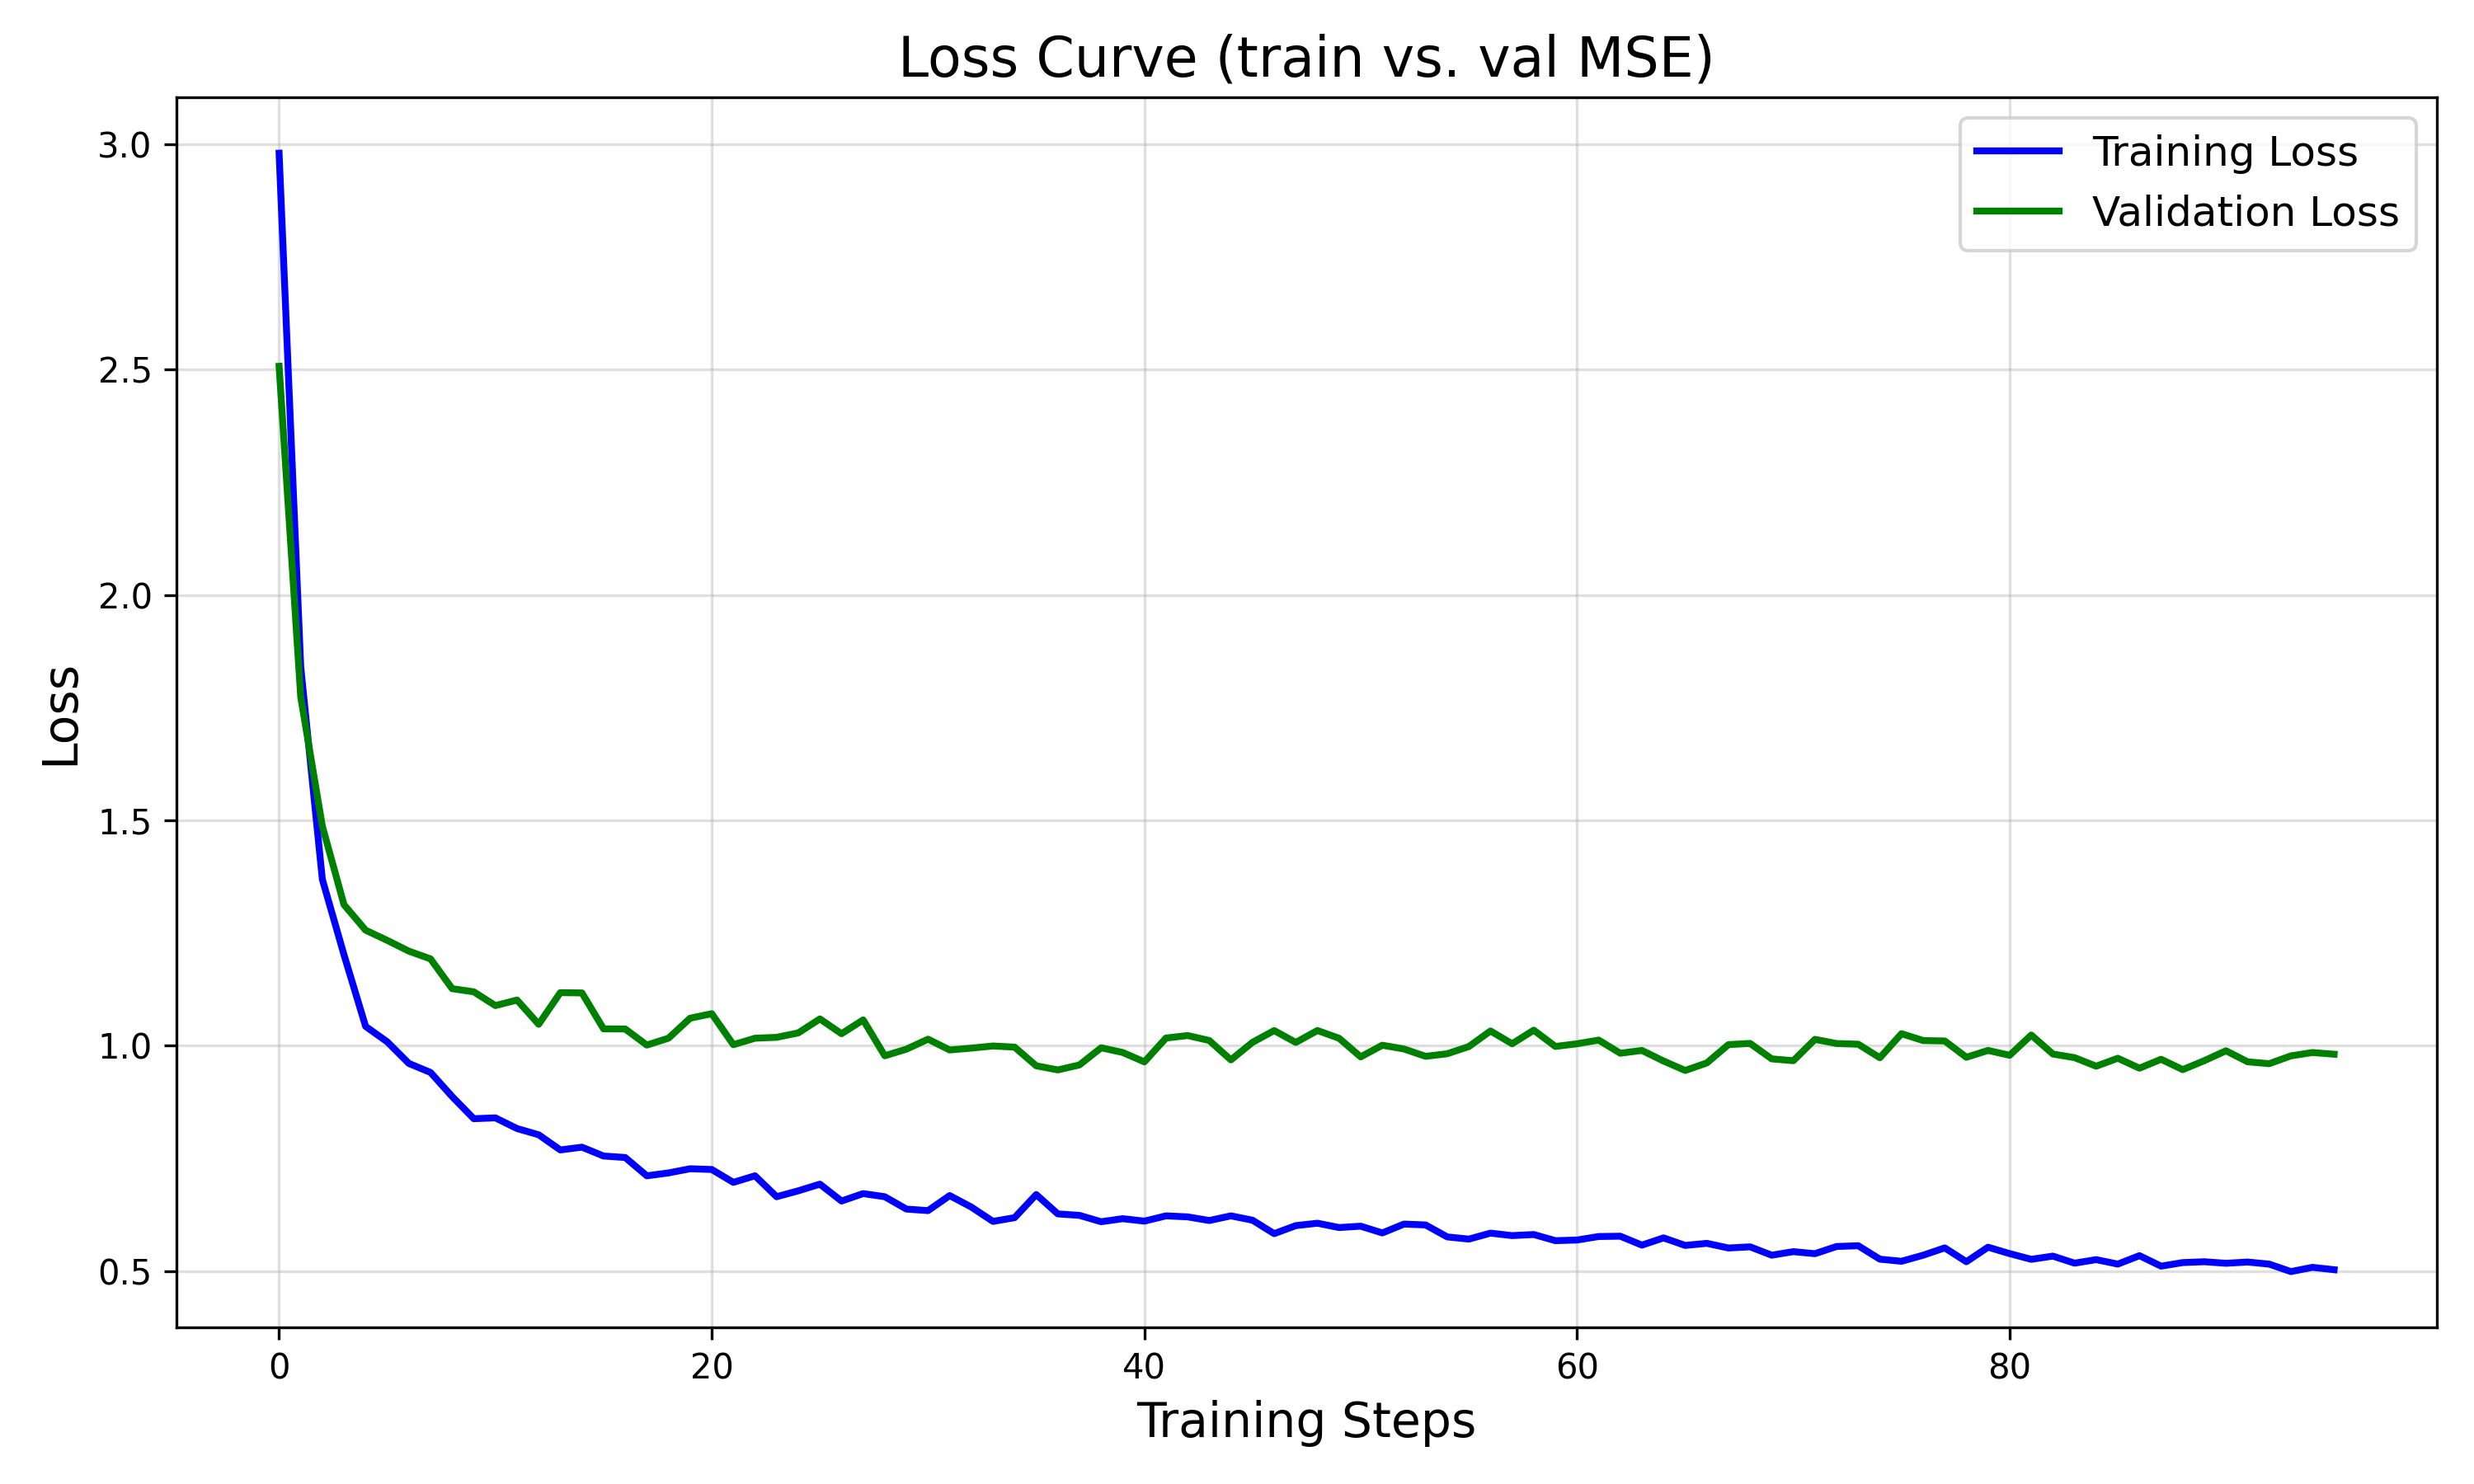 Loss Curve (train vs. val MSE)
Training Loss
Validation Loss
3.0
2.5
2.0
1.5
1.0
0.5
Loss
0 20 40 60 80
Training Steps